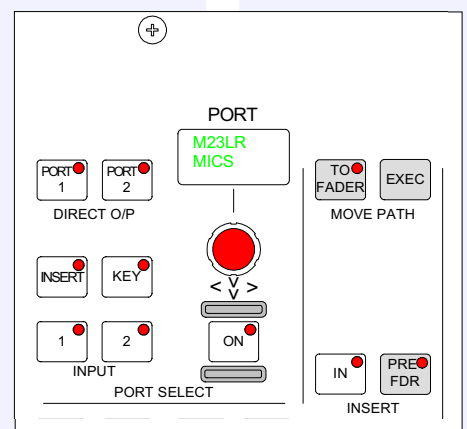 PORT
M23LR
MICS
PORT
1
PORT
2
DIRECT O/P
TO
FADER
EXEC
MOVE PATH
INSERT
KEY
< >
1
2
INPUT
ON
PORT SELECT
IN
PRE
FDR
INSERT